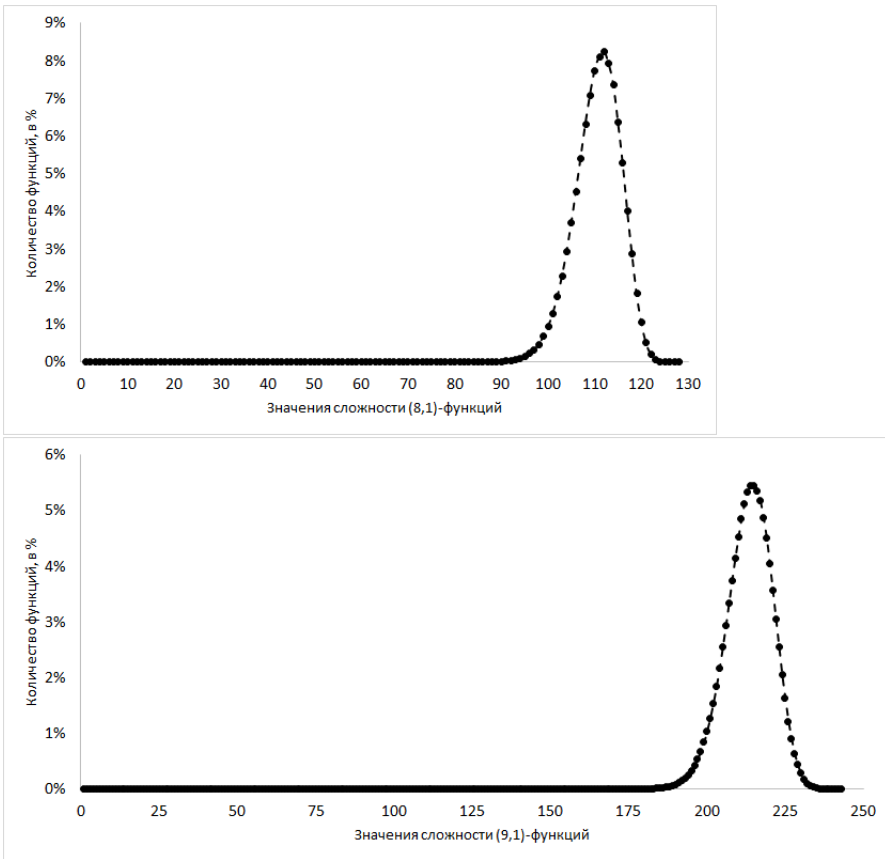 9%
8%
7%
6%
5%
4%
3%
2%
1%
0%
Количество функций, в %
0 10 20 30 40 50 60 70 80 90 100 110 120 130
Значения сложности (8,1)-функций
6%
5%
4%
3%
2%
1%
0%
Количество функций, в %
0 25 50 75 100 125 150 175 200 225 250
Значения сложности (9,1)-функций